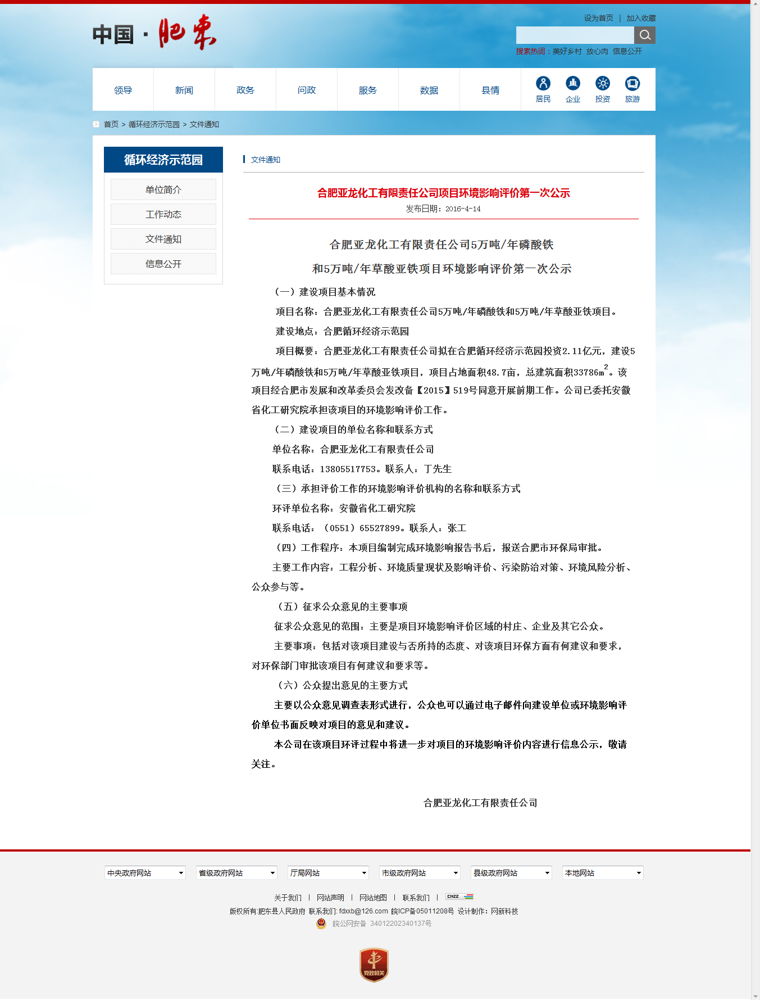 中国·肥东
设为首页 | 加入收藏
搜索热词：美好乡村 放心肉 信息公开
领导 新闻 政务 问政 服务 数据 县情 居民 企业 投资 旅游
首页 > 循环经济示范园 > 文件通知
循环经济示范园
单位简介
工作动态
文件通知
信息公开
文件通知
合肥亚龙化工有限责任公司项目环境影响评价第一次公示
发布日期：2016-4-14
合肥亚龙化工有限责任公司5万吨/年磷酸铁
和5万吨/年草酸亚铁项目环境影响评价第一次公示
（一）建设项目基本情况
项目名称：合肥亚龙化工有限责任公司5万吨/年磷酸铁和5万吨/年草酸亚铁项目。
建设地点：合肥循环经济示范园
项目概要：合肥亚龙化工有限责任公司拟在合肥循环经济示范园投资2.11亿元，建设5
万吨/年磷酸铁和5万吨/年草酸亚铁项目，项目占地面积48.7亩，总建筑面积33786m²。该
项目经合肥市发展和改革委员会发改备【2015】519号同意开展前期工作。公司已委托安徽
省化工研究院承担该项目的环境影响评价工作。
（二）建设项目的单位名称和联系方式
单位名称：合肥亚龙化工有限责任公司
联系电话：13805517753。联系人：丁先生
（三）承担评价工作的环境影响评价机构的名称和联系方式
环评单位名称：安徽省化工研究院
联系电话：（0551）65527899。联系人：张工
（四）工作程序：本项目编制完成环境影响报告书后，报送合肥市环保局审批。
主要工作内容：工程分析、环境质量现状及影响评价、污染防治对策、环境风险分析、
公众参与等。
（五）征求公众意见的主要事项
征求公众意见的范围：主要是项目环境影响评价区域的村庄、企业及其它公众。
主要事项：包括对该项目建设与否所持的态度、对该项目环保方面有何建议和要求，
对环保部门审批该项目有何建议和要求等。
（六）公众提出意见的主要方式
主要以公众意见调查表形式进行，公众也可以通过电子邮件向建设单位或环境影响评
价单位书面反映对项目的意见和建议。
本公司在该项目环评过程中将进一步对项目的环境影响评价内容进行信息公示，敬请
关注。
合肥亚龙化工有限责任公司
中央政府网站 省级政府网站 厅局网站 市级政府网站 县级政府网站 本地网站
关于我们 | 网站声明 | 网站地图 | 联系我们 | CNZZ
版权所有:肥东县人民政府 联系我们: fdxxb@126.com 皖ICP备05011208号 设计制作：网新科技
皖公网安备 34012202340137号
党政机关